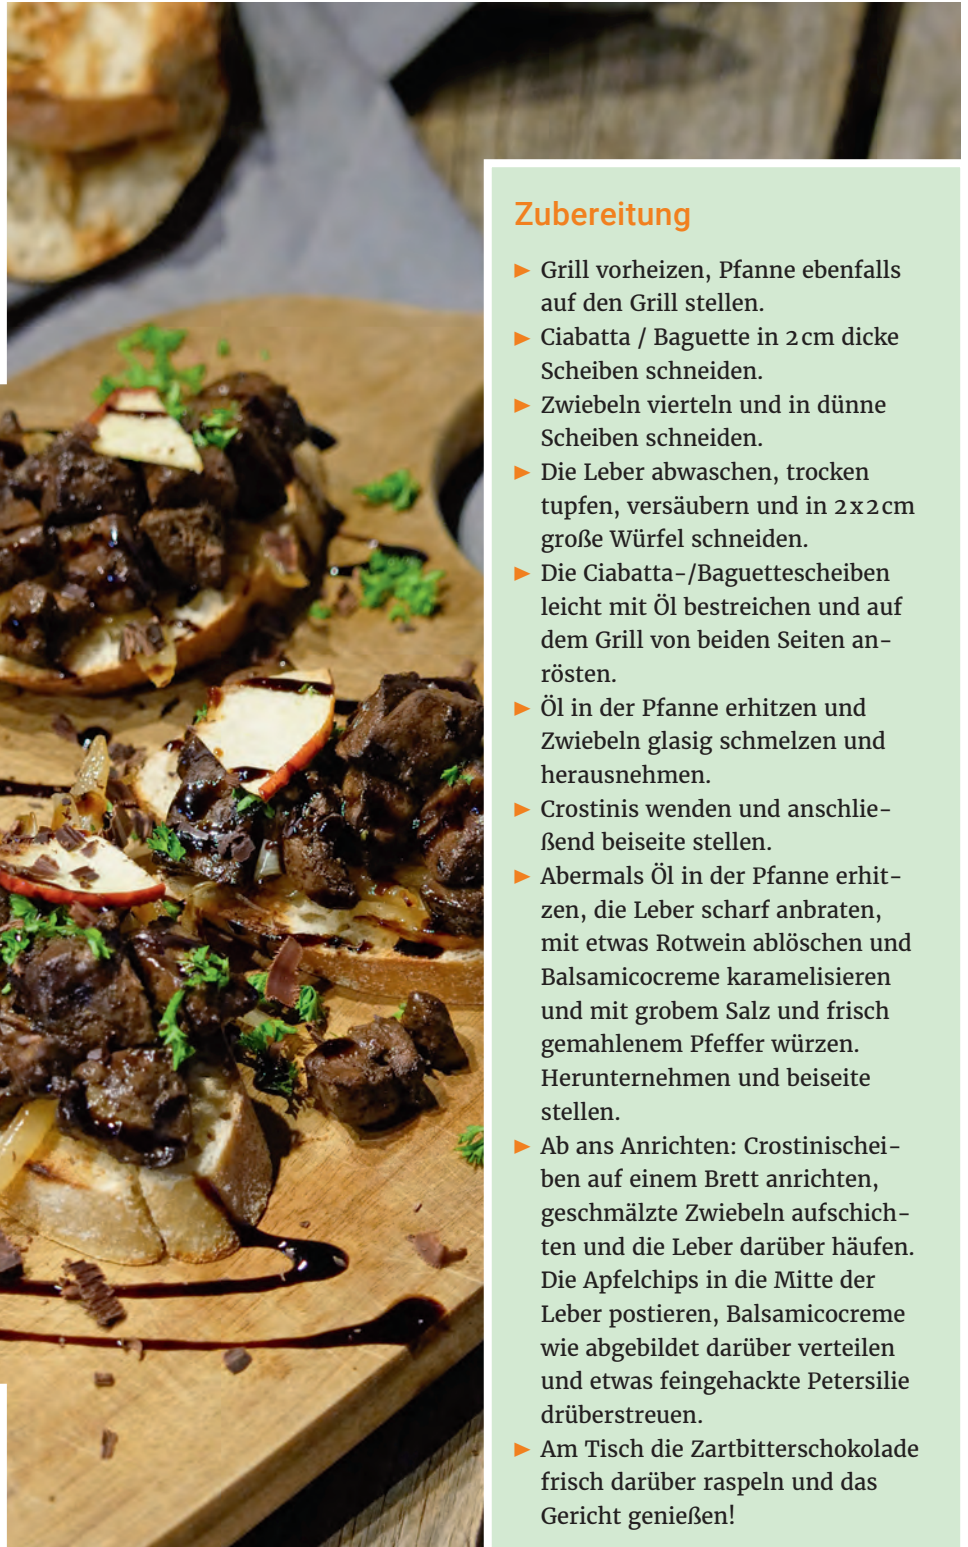 Zubereitung
► Grill vorheizen, Pfanne ebenfalls
auf den Grill stellen.
► Ciabatta / Baguette in 2 cm dicke
Scheiben schneiden.
► Zwiebeln vierteln und in dünne
Scheiben schneiden.
► Die Leber abwaschen, trocken
tupfen, versäubern und in 2 x 2 cm
große Würfel schneiden.
► Die Ciabatta-/Baguettescheiben
leicht mit Öl bestreichen und auf
dem Grill von beiden Seiten an-
rösten.
► Öl in der Pfanne erhitzen und
Zwiebeln glasig schmelzen und
herausnehmen.
► Crostinis wenden und anschlie-
ßend beiseite stellen.
► Abermals Öl in der Pfanne erhit-
zen, die Leber scharf anbraten,
mit etwas Rotwein ablöschen und
Balsamicocreme karamelisieren
und mit grobem Salz und frisch
gemahlenem Pfeffer würzen.
Herunternehmen und beiseite
stellen.
► Ab ans Anrichten: Crostinischei-
ben auf einem Brett anrichten,
geschmälzte Zwiebeln aufschich-
ten und die Leber darüber häufen.
Die Apfelchips in die Mitte der
Leber postieren, Balsamicocreme
wie abgebildet darüber verteilen
und etwas feingehackte Petersilie
drüberstreuen.
► Am Tisch die Zartbitterschokolade
frisch darüber raspeln und das
Gericht genießen!